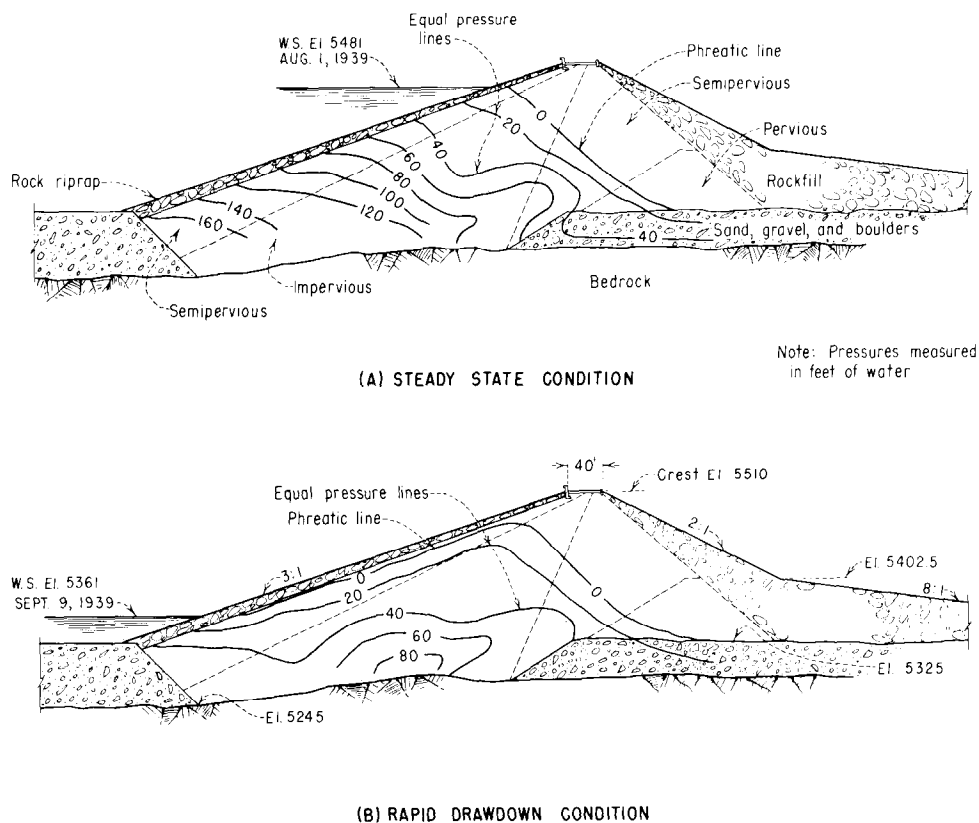 Equal pressure
lines
W.S. El. 5481
AUG. 1, 1939
Phreatic line
Semipervious
Pervious
Rock riprap
Rockfill
0
20
40
60
80
100
120
140
160
40
Sand, gravel, and boulders
Impervious
Bedrock
Semipervious
Note: Pressures measured
in feet of water
(A) STEADY STATE CONDITION
40'
Crest El. 5510
Equal pressure lines
Phreatic line
2:1
El. 5402.5
W.S. El. 5361
SEPT. 9, 1939
3:1
8:1
0
20
0
40
60
80
El. 5325
El. 5245
(B) RAPID DRAWDOWN CONDITION